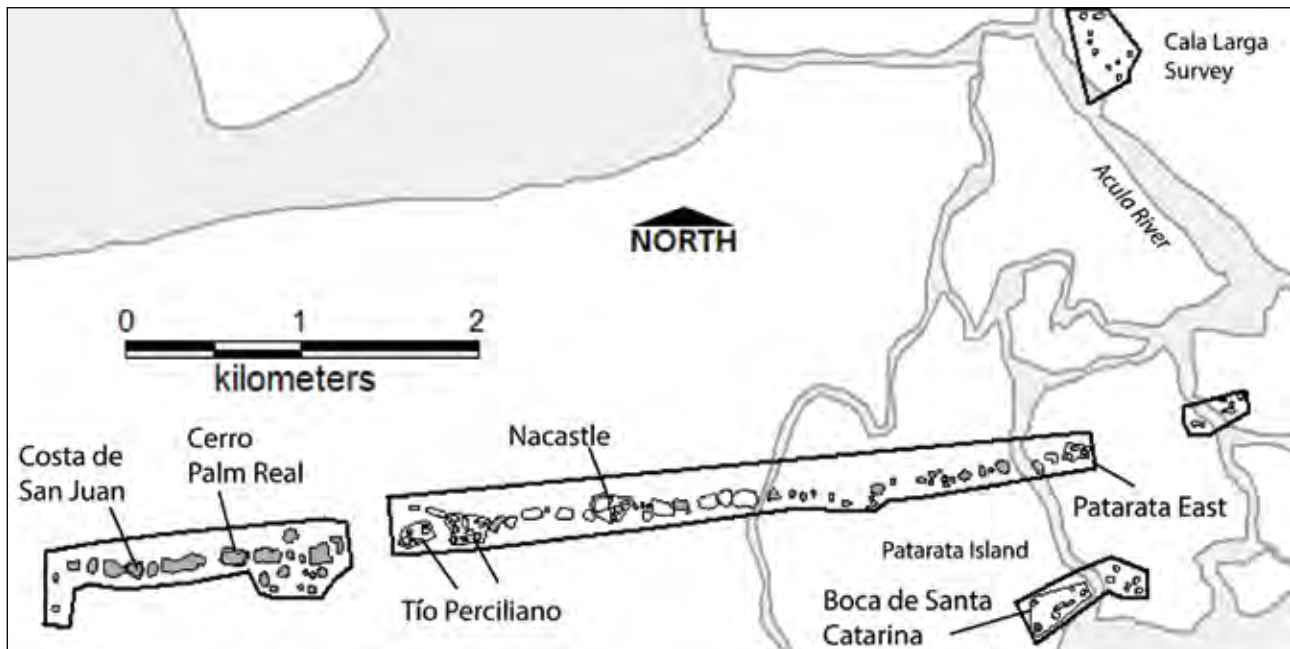 Cala Larga
Survey
Acula River
NORTH
0 1 2
kilometers
Costa de
San Juan
Cerro
Palm Real
Nacastle
Tío Perciliano
Patarata East
Patarata Island
Boca de Santa
Catarina